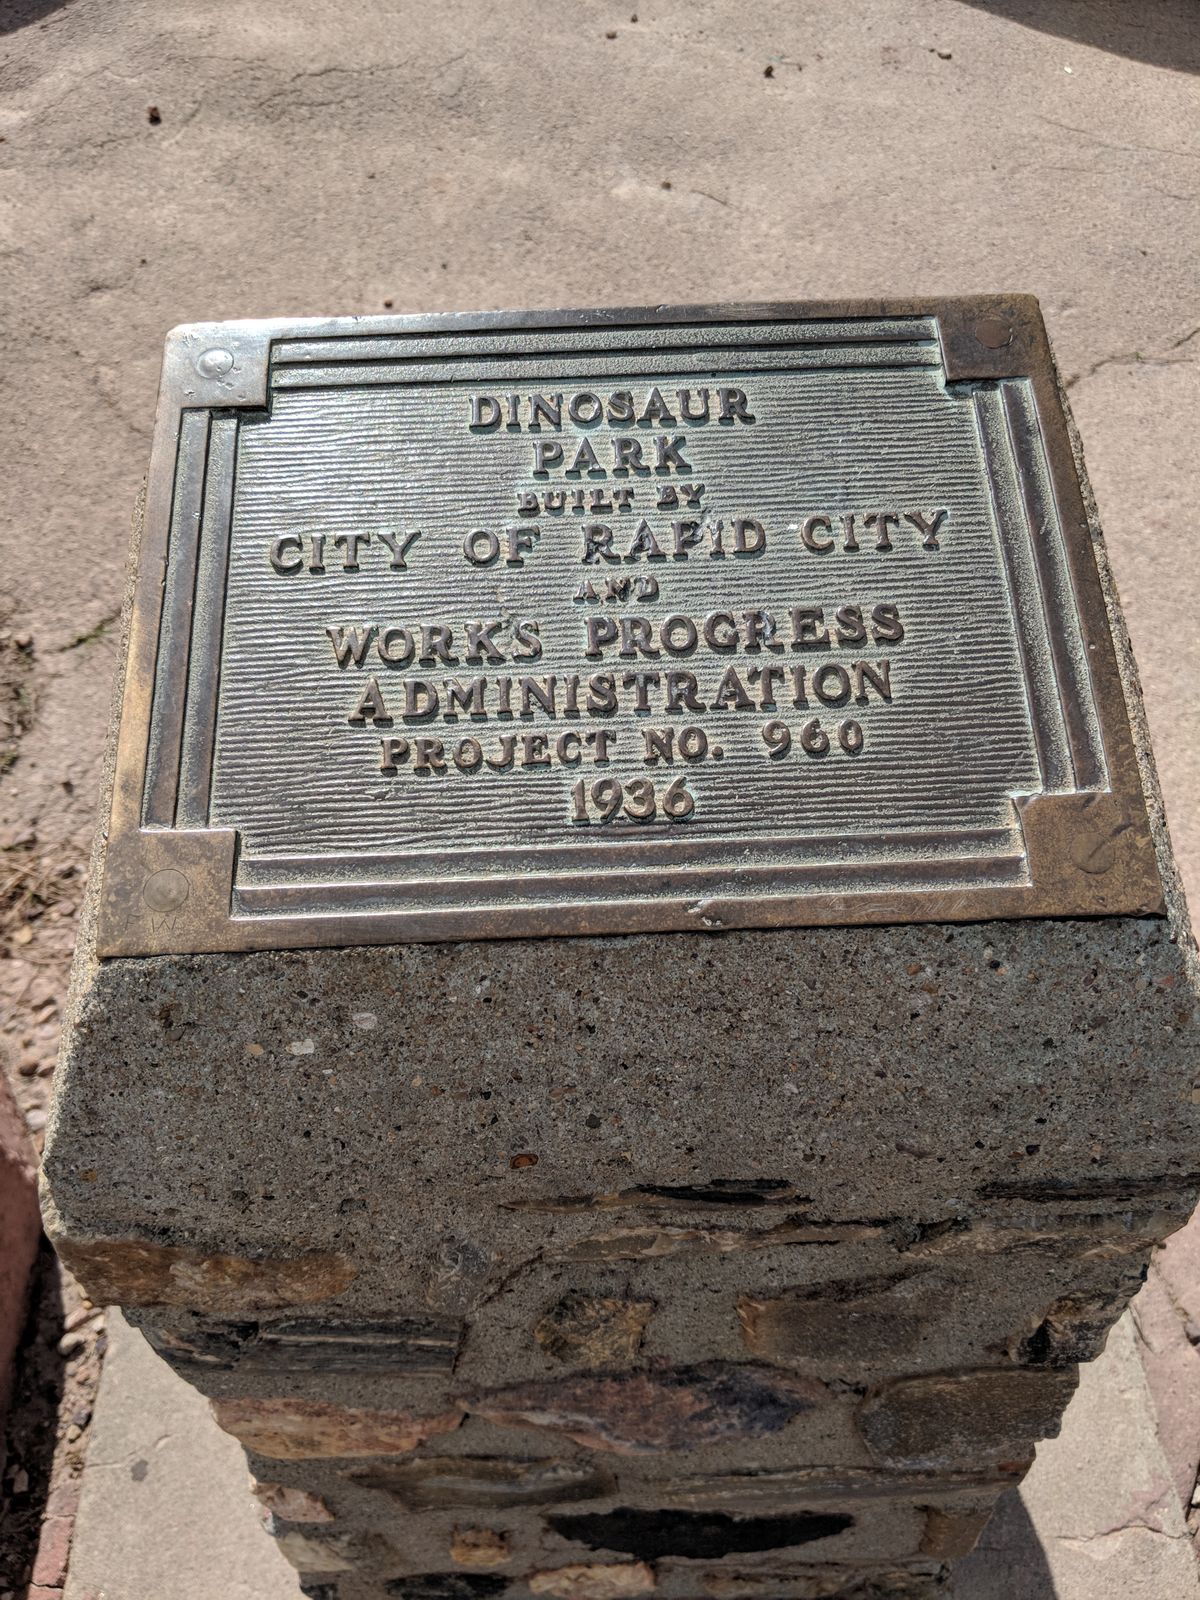 DINOSAUR
PARK
BUILT BY
CITY OF RAPID CITY
AND
WORKS PROGRESS
ADMINISTRATION
PROJECT NO. 960
1936